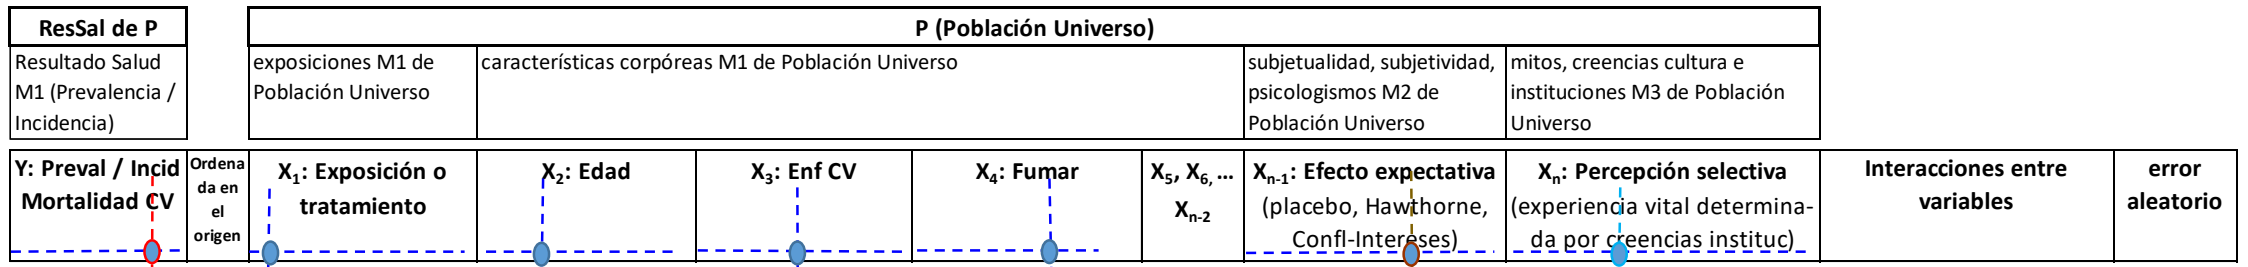 ResSal de P
P (Población Universo)
Resultado Salud
M1 (Prevalencia /
Incidencia)
exposiciones M1 de
Población Universo
características corpóreas M1 de Población Universo
subjetualidad, subjetividad,
psicologismos M2 de
Población Universo
mitos, creencias cultura e
instituciones M3 de Población
Universo
Y: Preval / Incid
Mortalidad CV
Ordena
da en
el
origen
X1: Exposición o
tratamiento
X2: Edad
X3: Enf CV
X4: Fumar
X5, X6, ...
Xn-2
Xn-1: Efecto expectativa
(placebo, Hawthorne,
Confl-Intereses)
Xn: Percepción selectiva
(experiencia vital determina-
da por creencias instituc)
Interacciones entre
variables
error
aleatorio